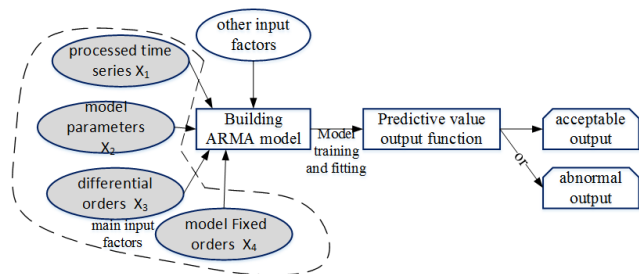 processed time
series X₁
other input
factors
model
parameters
X₂
Building
ARMA model
Model
training
and fitting
Predictive value
output function
acceptable
output
or
abnormal
output
differential
orders X₃
main input
factors
model Fixed
orders X₄